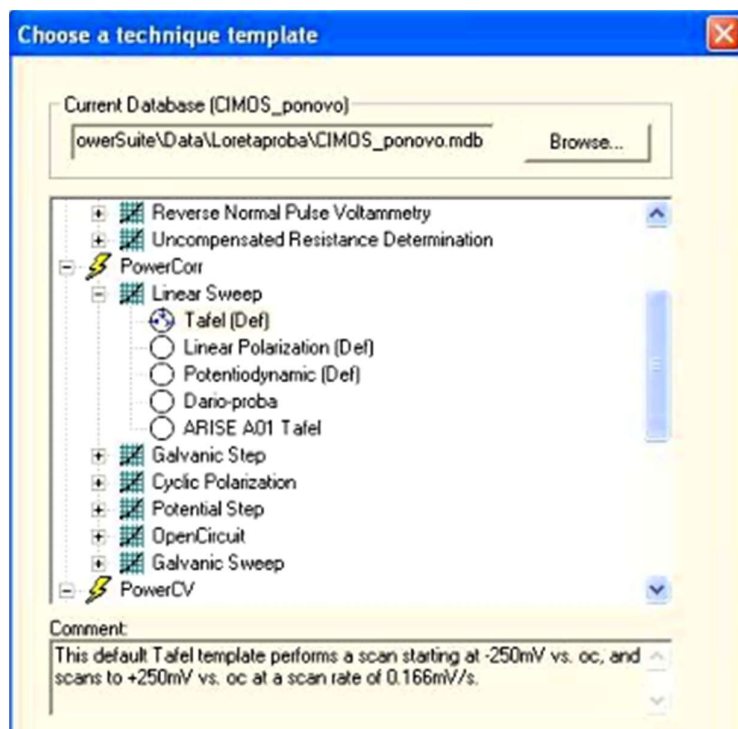 Choose a technique template
Current Database (CIMOS_ponovo)
owerSuite\Data\Loretaproba\CIMOS_ponovo.mdb
Browse...
Reverse Normal Pulse Voltammetry
Uncompensated Resistance Determination
PowerCorr
Linear Sweep
Tafel (Def)
Linear Polarization (Def)
Potentiodynamic (Def)
Dario-proba
ARISE A01 Tafel
Galvanic Step
Cyclic Polarization
Potential Step
OpenCircuit
Galvanic Sweep
PowerCV
Comment:
This default Tafel template performs a scan starting at -250mV vs. oc, and
scans to +250mV vs. oc at a scan rate of 0.166mV/s.